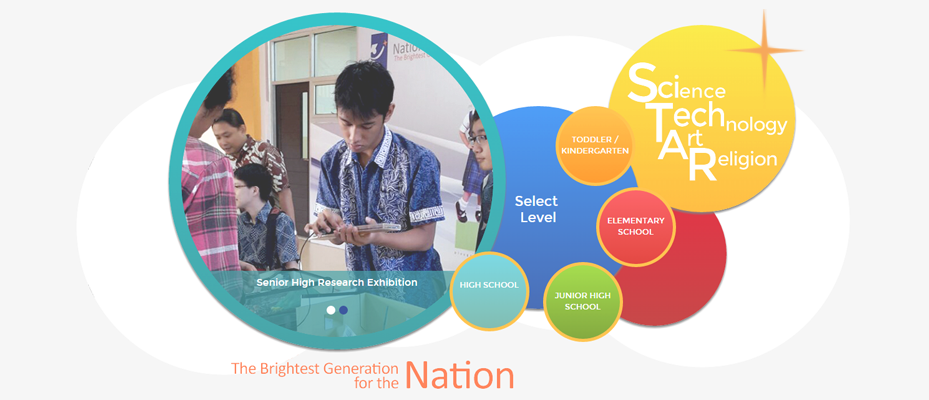 Nation
The Brightest
Science
Technology
Art
Religion
TODDLER /
KINDERGARTEN
Select
Level
ELEMENTARY
SCHOOL
HIGH SCHOOL
JUNIOR HIGH
SCHOOL
Senior High Research Exhibition
The Brightest Generation
for the Nation